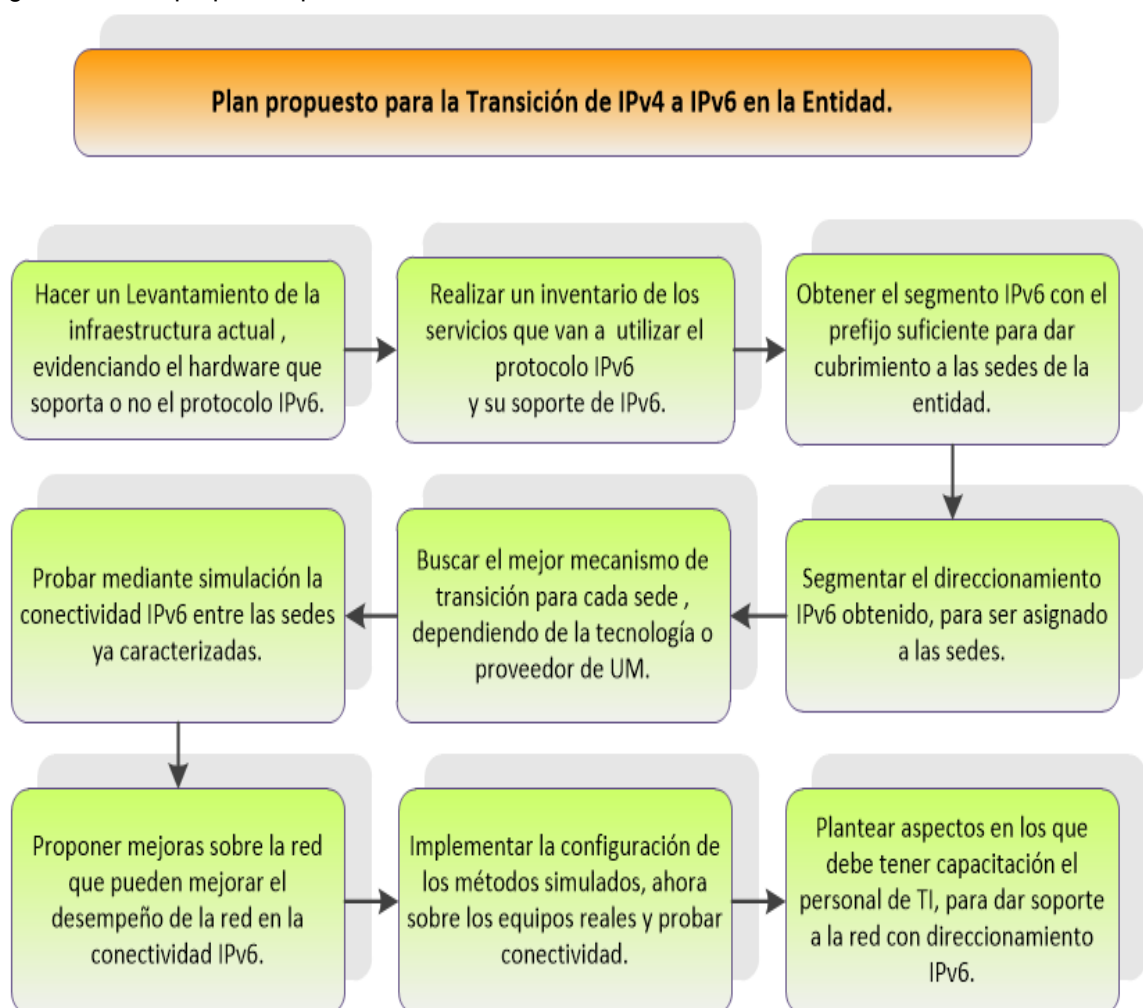 Plan propuesto para la Transición de IPv4 a IPv6 en la Entidad.
Hacer un Levantamiento de la
infraestructura actual ,
evidenciando el hardware que
soporta o no el protocolo IPv6.
Realizar un inventario de los
servicios que van a utilizar el
protocolo IPv6
y su soporte de IPv6.
Obtener el segmento IPv6 con el
prefijo suficiente para dar
cubrimiento a las sedes de la
entidad.
Segmentar el direccionamiento
IPv6 obtenido, para ser asignado
a las sedes.
Buscar el mejor mecanismo de
transición para cada sede ,
dependiendo de la tecnología o
proveedor de UM.
Probar mediante simulación la
conectividad IPv6 entre las sedes
ya caracterizadas.
Proponer mejoras sobre la red
que pueden mejorar el
desempeño de la red en la
conectividad IPv6.
Implementar la configuración de
los métodos simulados, ahora
sobre los equipos reales y probar
conectividad.
Plantear aspectos en los que
debe tener capacitación el
personal de TI, para dar soporte
a la red con direccionamiento
IPv6.